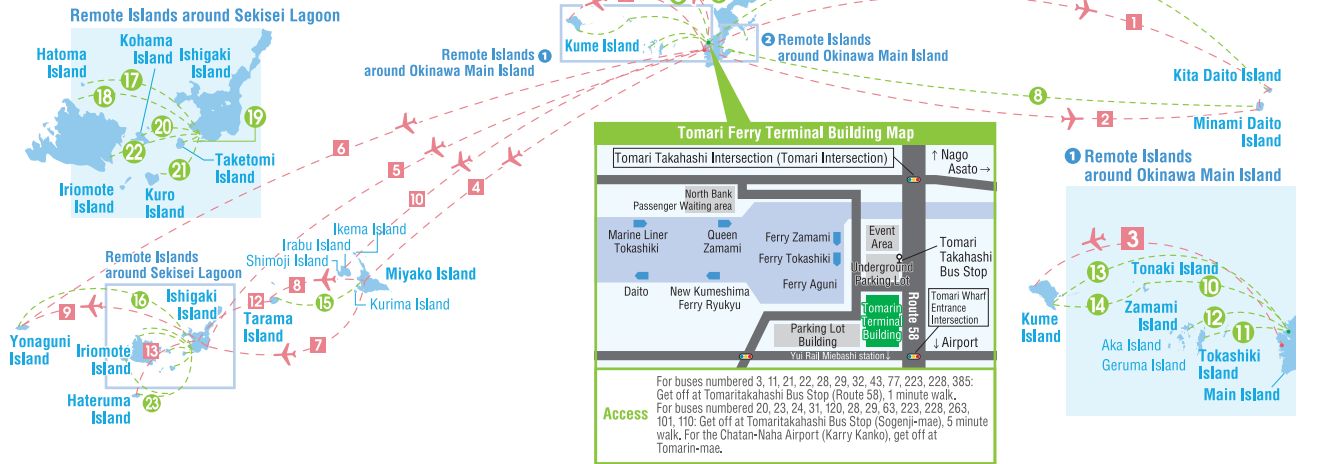 Remote Islands around Sekisei Lagoon
Hatoma
Island
Kohama
Island
Ishigaki
Island
17
18
19
20
22
21
Taketomi
Island
Iriomote
Island
Kuro
Island
Kume Island
Remote Islands ❶
around Okinawa Main Island
❷ Remote Islands
around Okinawa Main Island
1
Kita Daito Island
8
2
Minami Daito
Island
6
5
10
4
Remote Islands
around Sekisei Lagoon
Ishigaki
Island
16
9
Yonaguni
Island
Iriomote
Island
13
Hateruma
Island
23
Ikema Island
Irabu Island
Shimoji Island
Miyako Island
8
12
15
Kurima Island
Tarama
Island
7
Tomari Ferry Terminal Building Map
Tomari Takahashi Intersection (Tomari Intersection)
↑ Nago
Asato →
North Bank
Passenger Waiting area
Marine Liner
Tokashiki
Queen
Zamami
Ferry Zamami
Ferry Tokashiki
Event
Area
Tomari
Takahashi
Bus Stop
Underground
Parking Lot
Daito
New Kumeshima
Ferry Ryukyu
Ferry Aguni
Tomarin
Terminal
Building
Route 58
Tomari Wharf
Entrance
Intersection
Parking Lot
Building
↓ Airport
Yui Rail Miebashi station ↓
Access
For buses numbered 3, 11, 21, 22, 28, 29, 32, 43, 77, 223, 228, 385:
Get off at Tomaritakahashi Bus Stop (Route 58), 1 minute walk.
For buses numbered 20, 23, 24, 31, 120, 28, 29, 63, 223, 228, 263,
101, 110: Get off at Tomaritakahashi Bus Stop (Sogenji-mae), 5 minute
walk. For the Chatan-Naha Airport (Karry Kanko), get off at
Tomarin-mae.
❶ Remote Islands
around Okinawa Main Island
3
13
Tonaki Island
10
14
Zamami
Island
12
Kume
Island
Aka Island
11
Geruma Island
Tokashiki
Island
Main Island